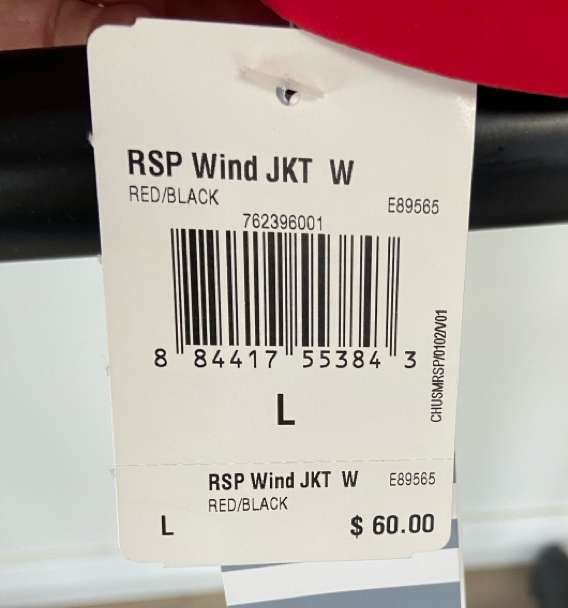 RSP Wind JKT W
RED/BLACK
E89565
762396001
8 84417 55384 3
CHUSMRSP/0102/V01
L
RSP Wind JKT W
E89565
RED/BLACK
L
$ 60.00